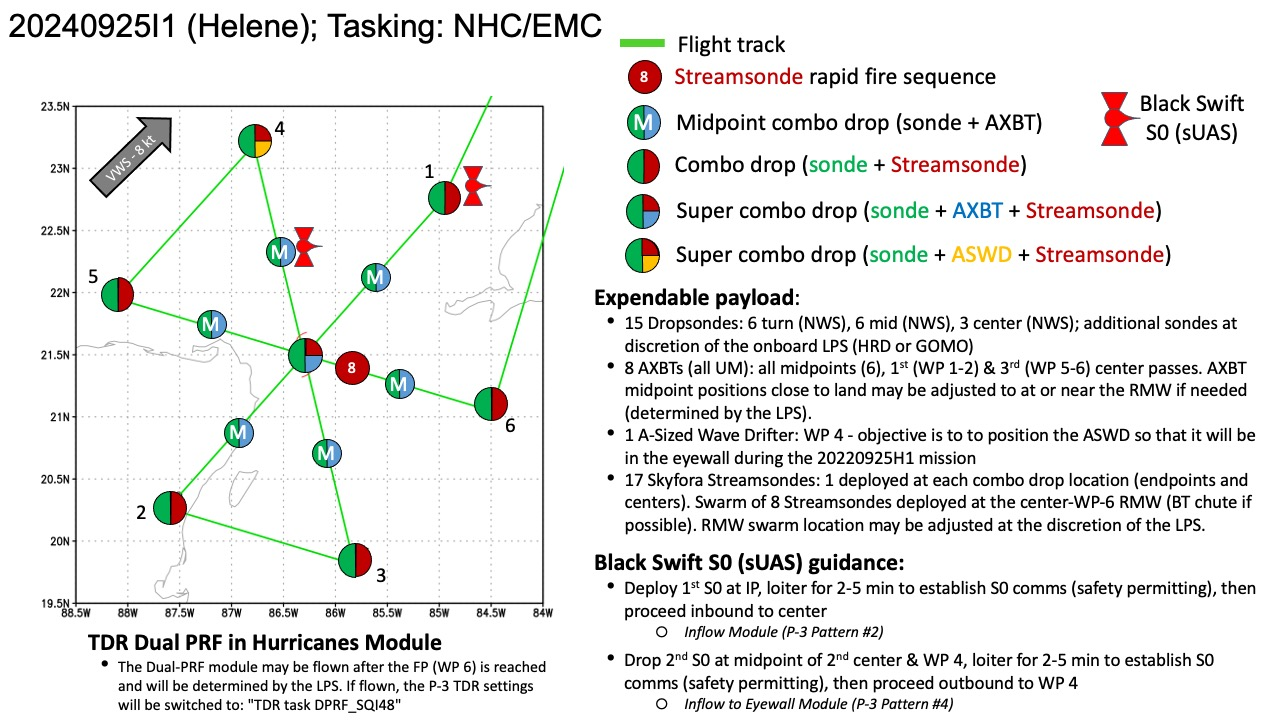 20240925I1 (Helene); Tasking: NHC/EMC
Flight track
8 Streamsonde rapid fire sequence
M Midpoint combo drop (sonde + AXBT)
Combo drop (sonde + Streamsonde)
Super combo drop (sonde + AXBT + Streamsonde)
Super combo drop (sonde + ASWD + Streamsonde)
Black Swift
S0 (sUAS)
23.5N
23N
22.5N
22N
21.5N
21N
20.5N
20N
19.5N
88.5W
88W
87.5W
87W
86.5W
86W
85.5W
85W
84.5W
84W
VWS - 8 kt
4
1
M
M
5
M
8
M
6
M
M
2
3
Expendable payload:
• 15 Dropsondes: 6 turn (NWS), 6 mid (NWS), 3 center (NWS); additional sondes at
discretion of the onboard LPS (HRD or GOMO)
• 8 AXBTs (all UM): all midpoints (6), 1st (WP 1-2) & 3rd (WP 5-6) center passes. AXBT
midpoint positions close to land may be adjusted to at or near the RMW if needed
(determined by the LPS).
• 1 A-Sized Wave Drifter: WP 4 - objective is to to position the ASWD so that it will be
in the eyewall during the 20220925H1 mission
• 17 Skyfora Streamsondes: 1 deployed at each combo drop location (endpoints and
centers). Swarm of 8 Streamsondes deployed at the center-WP-6 RMW (BT chute if
possible). RMW swarm location may be adjusted at the discretion of the LPS.
Black Swift S0 (sUAS) guidance:
• Deploy 1st S0 at IP, loiter for 2-5 min to establish S0 comms (safety permitting), then
proceed inbound to center
o Inflow Module (P-3 Pattern #2)
• Drop 2nd S0 at midpoint of 2nd center & WP 4, loiter for 2-5 min to establish S0
comms (safety permitting), then proceed outbound to WP 4
o Inflow to Eyewall Module (P-3 Pattern #4)
TDR Dual PRF in Hurricanes Module
• The Dual-PRF module may be flown after the FP (WP 6) is reached
and will be determined by the LPS. If flown, the P-3 TDR settings
will be switched to: "TDR task DPRF_SQI48"